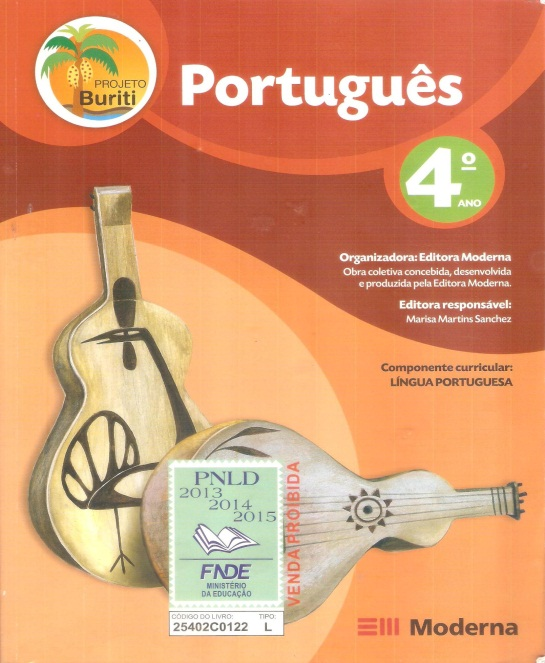 PROJETO
Buriti
Português
4º
ANO
Organizadora: Editora Moderna
Obra coletiva concebida, desenvolvida
e produzida pela Editora Moderna.
Editora responsável:
Marisa Martins Sanchez
Componente curricular:
LÍNGUA PORTUGUESA
PNLD
2013
2014
2015
FNDE
MINISTÉRIO
DA EDUCAÇÃO
VENDA PROIBIDA
CÓDIGO DO LIVRO: TIPO:
25402C0122 L
Moderna